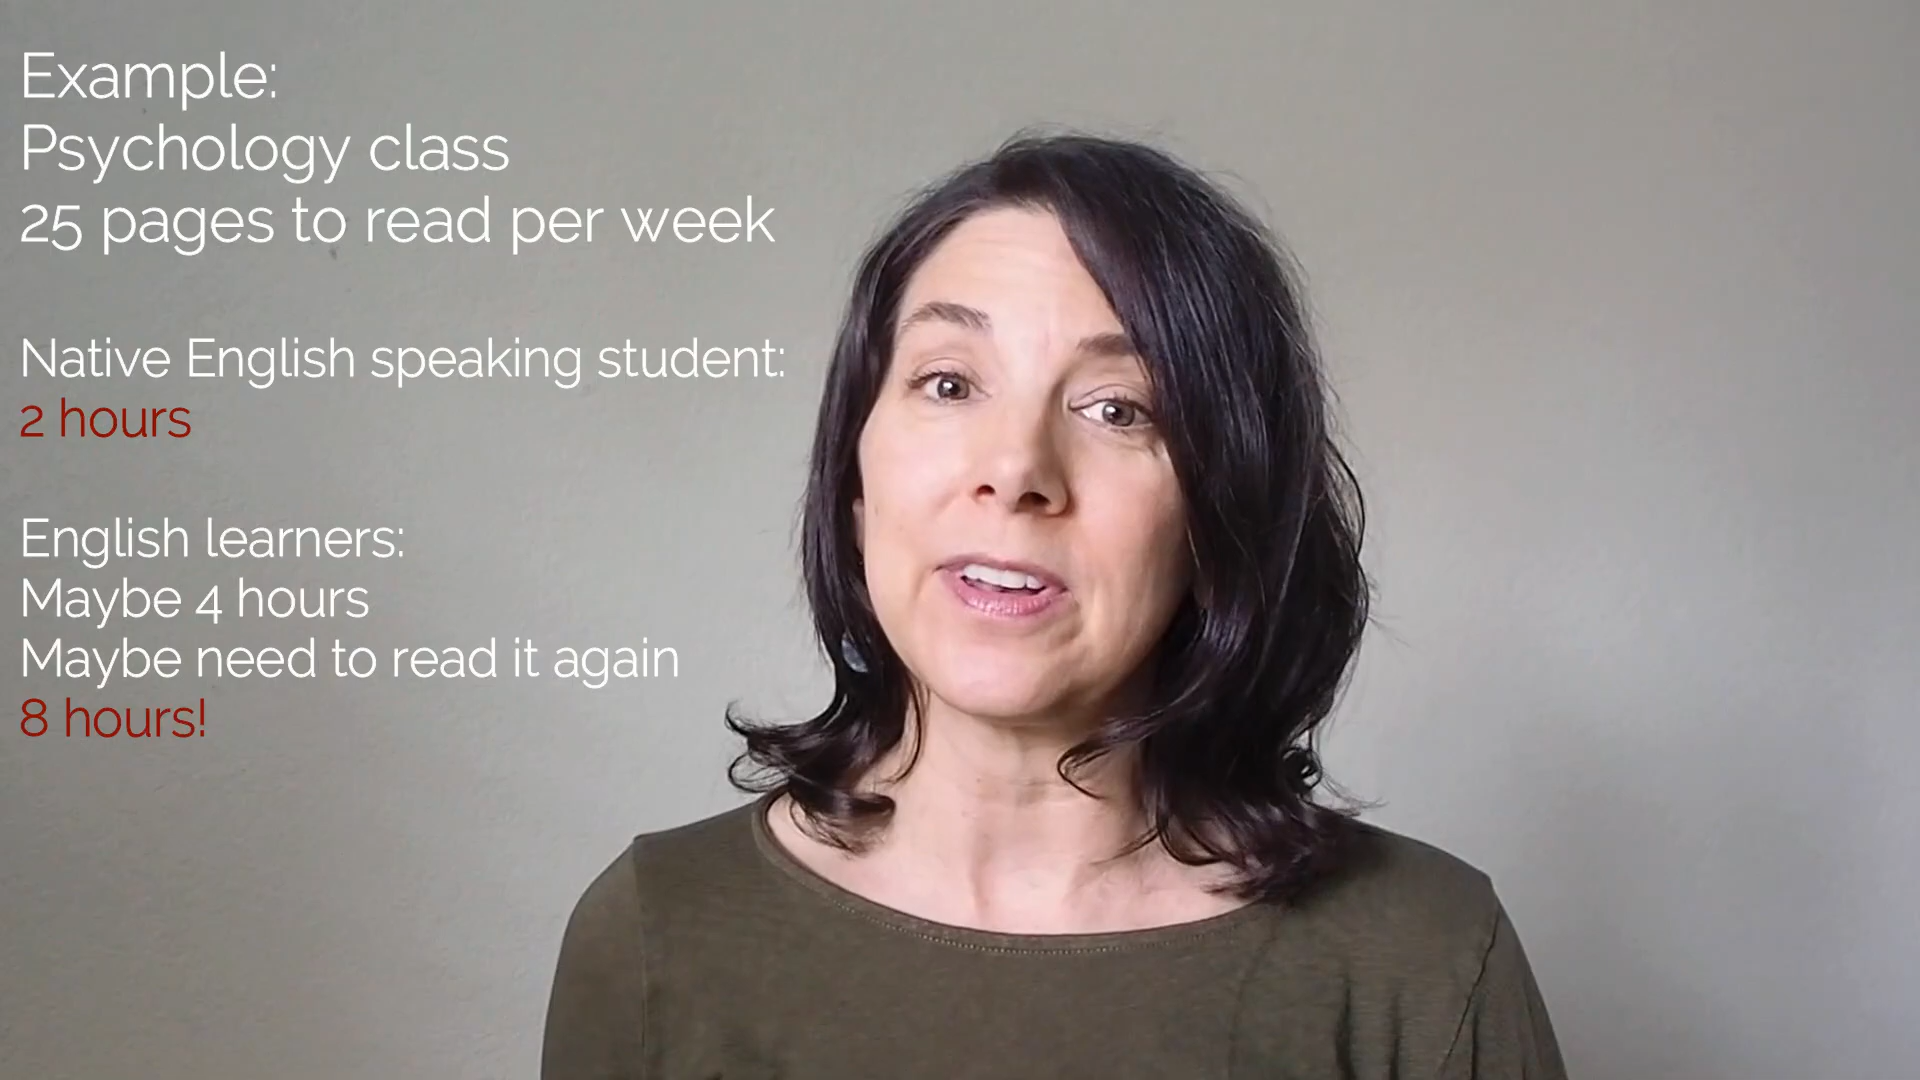 Example:
Psychology class
25 pages to read per week
Native English speaking student:
2 hours
English learners:
Maybe 4 hours
Maybe need to read it again
8 hours!